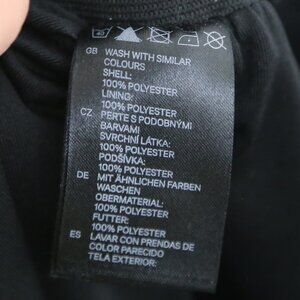 40
GB WASH WITH SIMILAR
COLOURS
SHELL:
100% POLYESTER
LINING:
100% POLYESTER
CZ PERTE S PODOBNÝMI
BARVAMI
SVRCHNÍ LÁTKA:
100% POLYESTER
PODŠÍVKA:
100% POLYESTER
DE MIT ÄHNLICHEN FARBEN
WASCHEN
OBERMATERIAL:
100% POLYESTER
FUTTER:
100% POLYESTER
ES LAVAR CON PRENDAS DE
COLOR PARECIDO
TELA EXTERIOR: